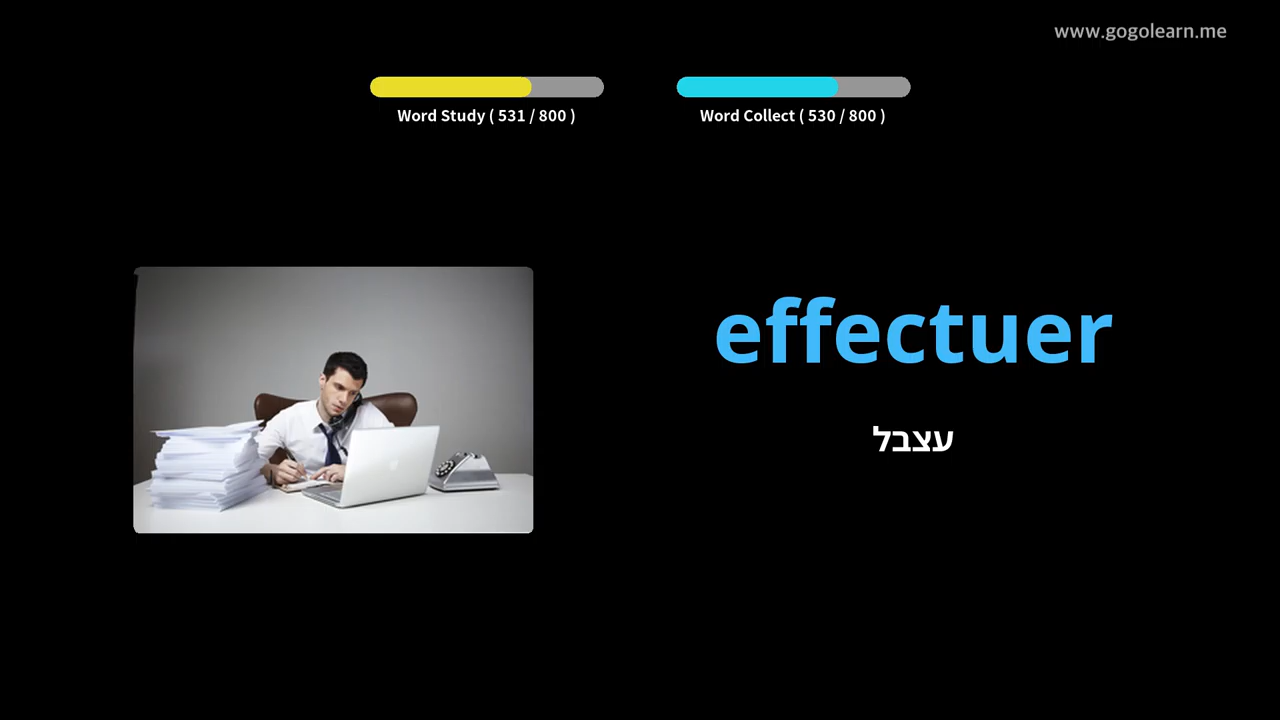 www.gogolearn.me
Word Study ( 531 / 800 )
Word Collect ( 530 / 800 )
effectuer
עצבל